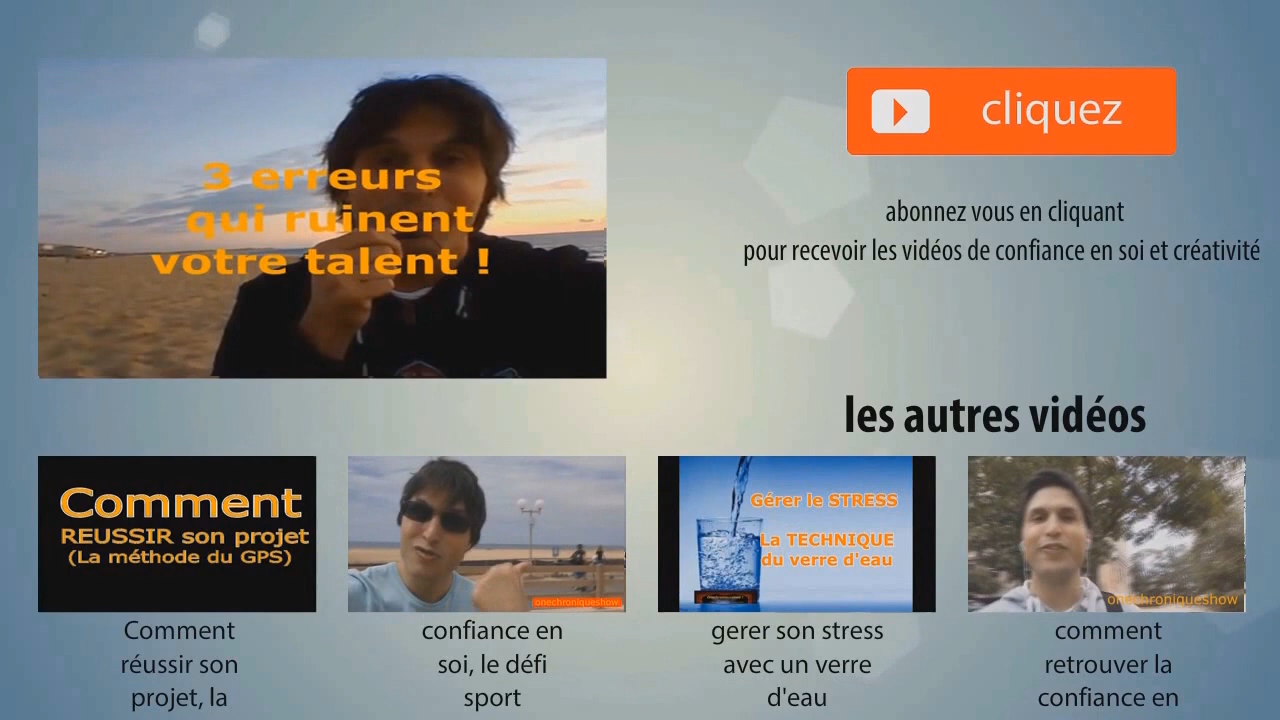 3 erreurs
qui ruinent
votre talent !
cliquez
abonnez vous en cliquant
pour recevoir les vidéos de confiance en soi et créativité
les autres vidéos
Comment
REUSSIR son projet
(La méthode du GPS)
onechroniqueshow
Gérer le STRESS
La TECHNIQUE
du verre d'eau
onechroniqueshow
Comment
réussir son
projet, la
confiance en
soi, le défi
sport
gerer son stress
avec un verre
d'eau
comment
retrouver la
confiance en